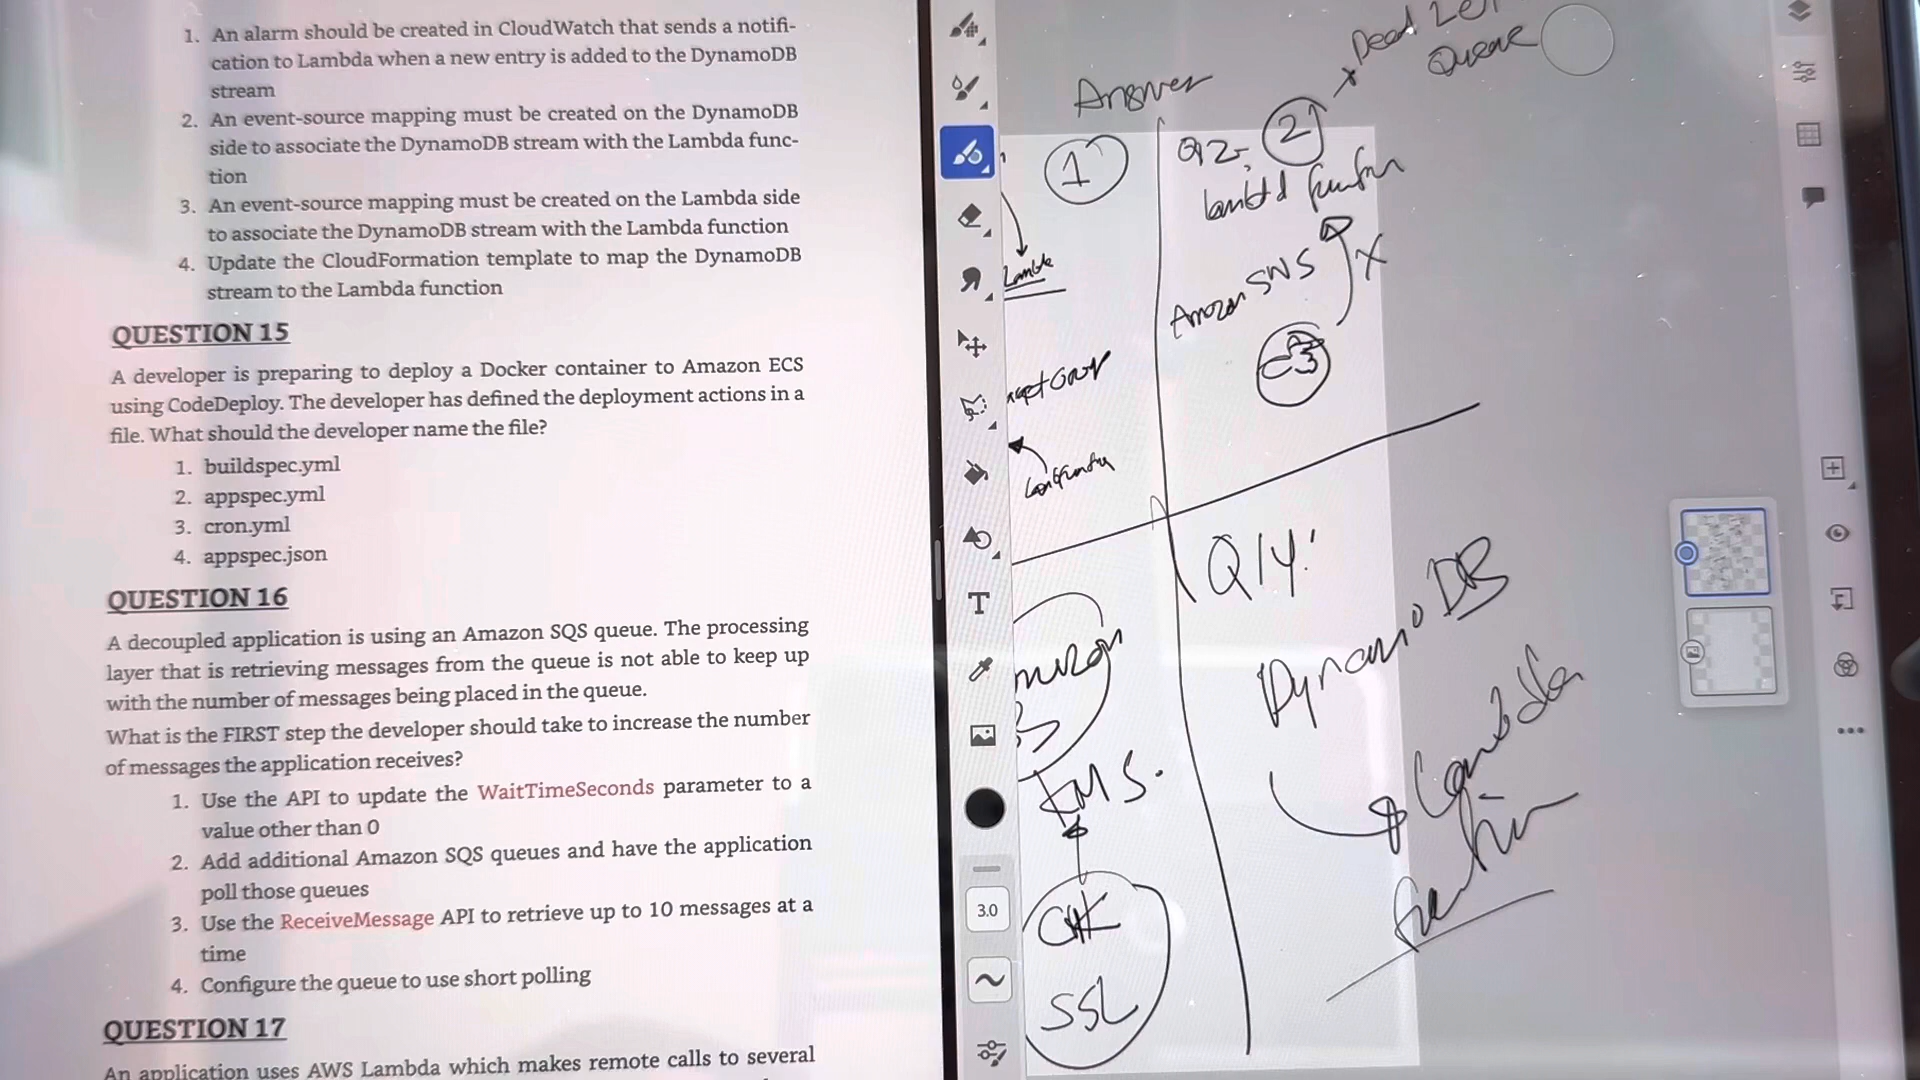 1. An alarm should be created in CloudWatch that sends a notifi-
cation to Lambda when a new entry is added to the DynamoDB
stream
2. An event-source mapping must be created on the DynamoDB
side to associate the DynamoDB stream with the Lambda func-
tion
3. An event-source mapping must be created on the Lambda side
to associate the DynamoDB stream with the Lambda function
4. Update the CloudFormation template to map the DynamoDB
stream to the Lambda function
QUESTION 15
A developer is preparing to deploy a Docker container to Amazon ECS
using CodeDeploy. The developer has defined the deployment actions in a
file. What should the developer name the file?
1. buildspec.yml
2. appspec.yml
3. cron.yml
4. appspec.json
QUESTION 16
A decoupled application is using an Amazon SQS queue. The processing
layer that is retrieving messages from the queue is not able to keep up
with the number of messages being placed in the queue.
What is the FIRST step the developer should take to increase the number
of messages the application receives?
1. Use the API to update the WaitTimeSeconds parameter to a
value other than 0
2. Add additional Amazon SQS queues and have the application
poll those queues
3. Use the ReceiveMessage API to retrieve up to 10 messages at a
time
4. Configure the queue to use short polling
QUESTION 17
An application uses AWS Lambda which makes remote calls to several
T
3.0
Answer
1
Lambda
2
Dead
Queue
Amazon SNS
3
KMS.
SSL
Q14:
DynamoDB